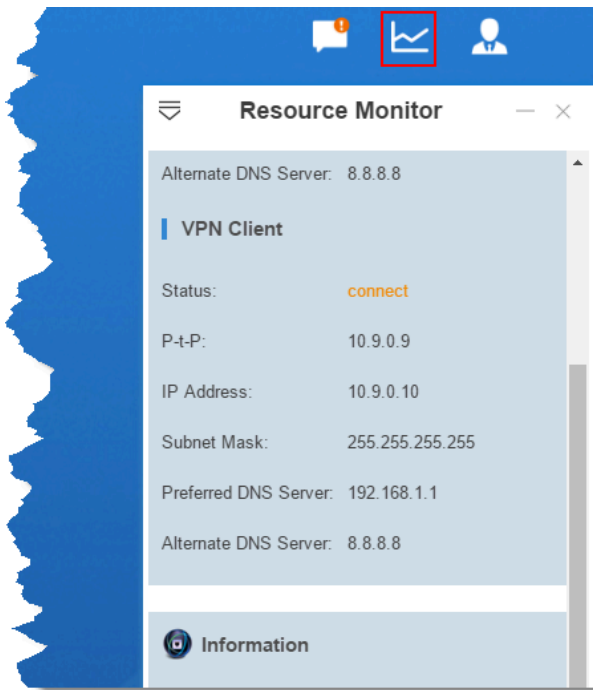 Resource Monitor
Alternate DNS Server: 8.8.8.8
VPN Client
Status: connect
P-t-P: 10.9.0.9
IP Address: 10.9.0.10
Subnet Mask: 255.255.255.255
Preferred DNS Server: 192.168.1.1
Alternate DNS Server: 8.8.8.8
Information